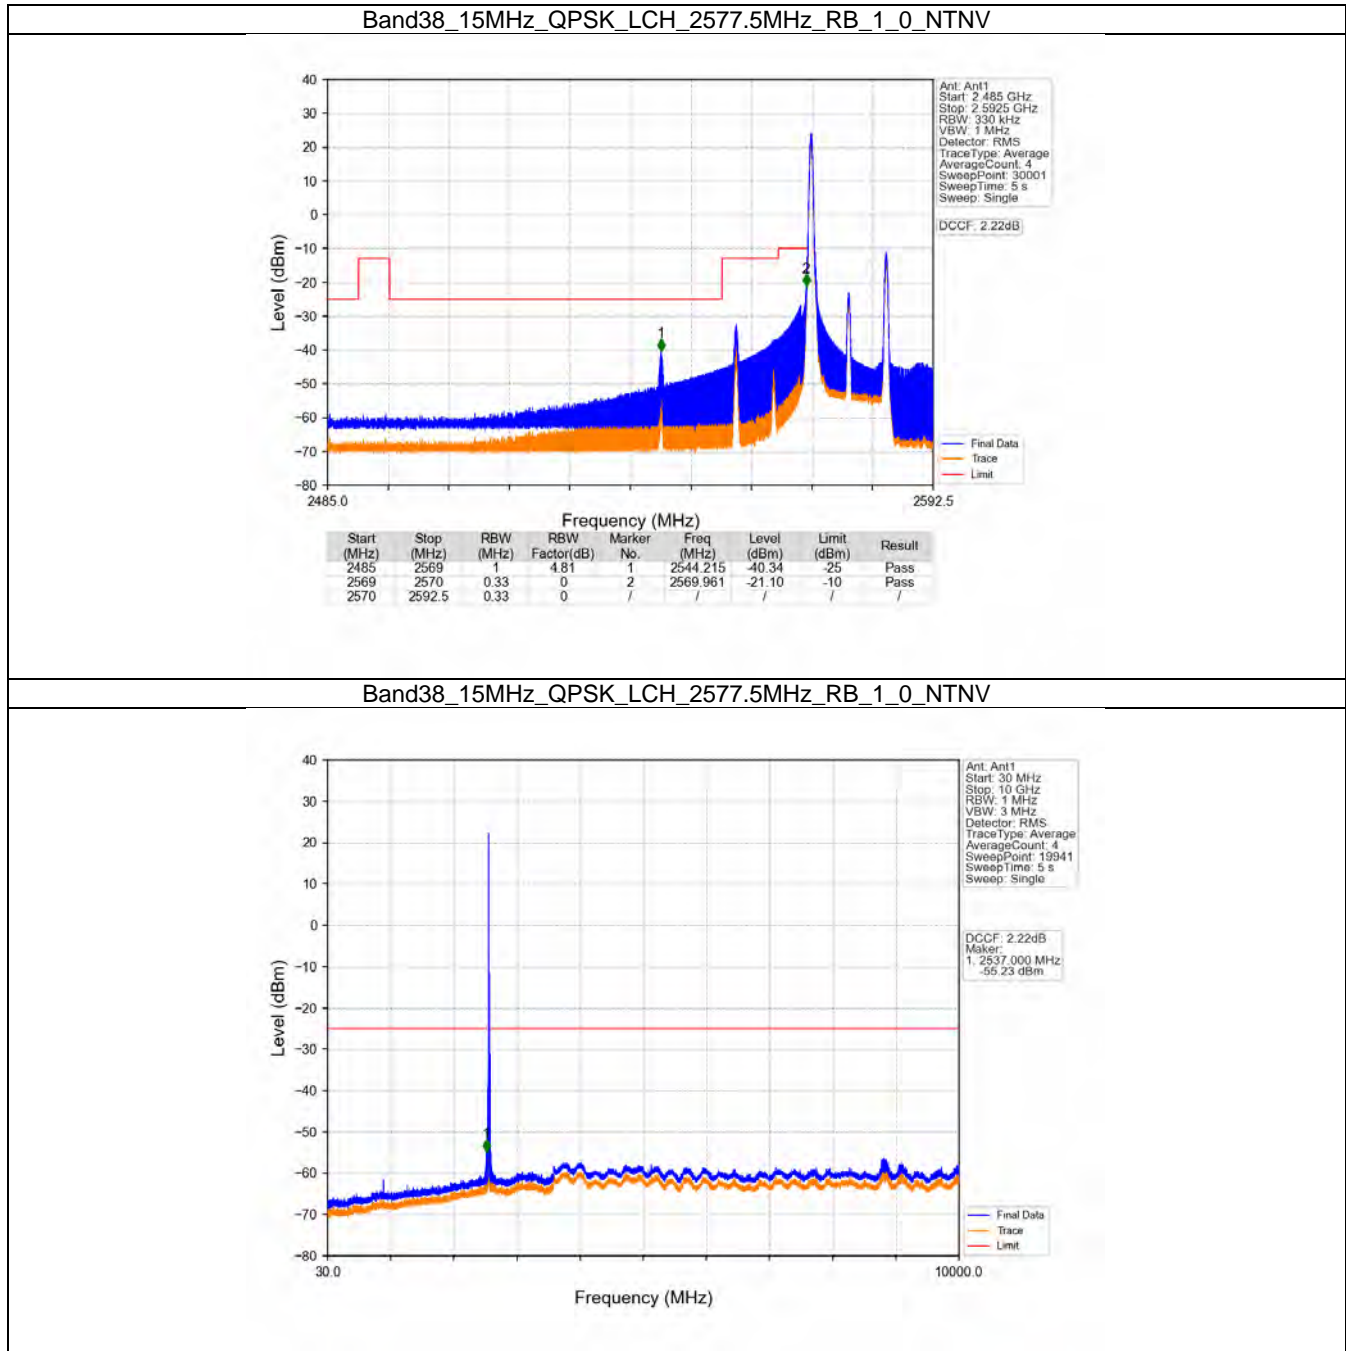 Band38_15MHz_QPSK_LCH_2577.5MHz_RB_1_0_NTNV
40
30
20
10
0
−10
−20
−30
−40
−50
−60
−70
−80
Level (dBm)
1
2
2485.0
2592.5
Frequency (MHz)
Ant: Ant1
Start: 2.485 GHz
Stop: 2.5925 GHz
RBW: 330 kHz
VBW: 1 MHz
Detector: RMS
TraceType: Average
AverageCount: 4
SweepPoint: 30001
SweepTime: 5 s
Sweep: Single
DCCF: 2.22dB
Final Data
Trace
Limit
Start (MHz) Stop (MHz) RBW (MHz) RBW Factor(dB) Marker No. Freq (MHz) Level (dBm) Limit (dBm) Result
2485 2569 1 4.81 1 2544.215 -40.34 -25 Pass
2569 2570 0.33 0 2 2569.961 -21.10 -10 Pass
2570 2592.5 0.33 0 / / / / /
Band38_15MHz_QPSK_LCH_2577.5MHz_RB_1_0_NTNV
40
30
20
10
0
−10
−20
−30
−40
−50
−60
−70
−80
Level (dBm)
1
30.0
10000.0
Frequency (MHz)
Ant: Ant1
Start: 30 MHz
Stop: 10 GHz
RBW: 1 MHz
VBW: 3 MHz
Detector: RMS
TraceType: Average
AverageCount: 4
SweepPoint: 19941
SweepTime: 5 s
Sweep: Single
DCCF: 2.22dB
Maker:
1. 2537.000 MHz
-55.23 dBm
Final Data
Trace
Limit